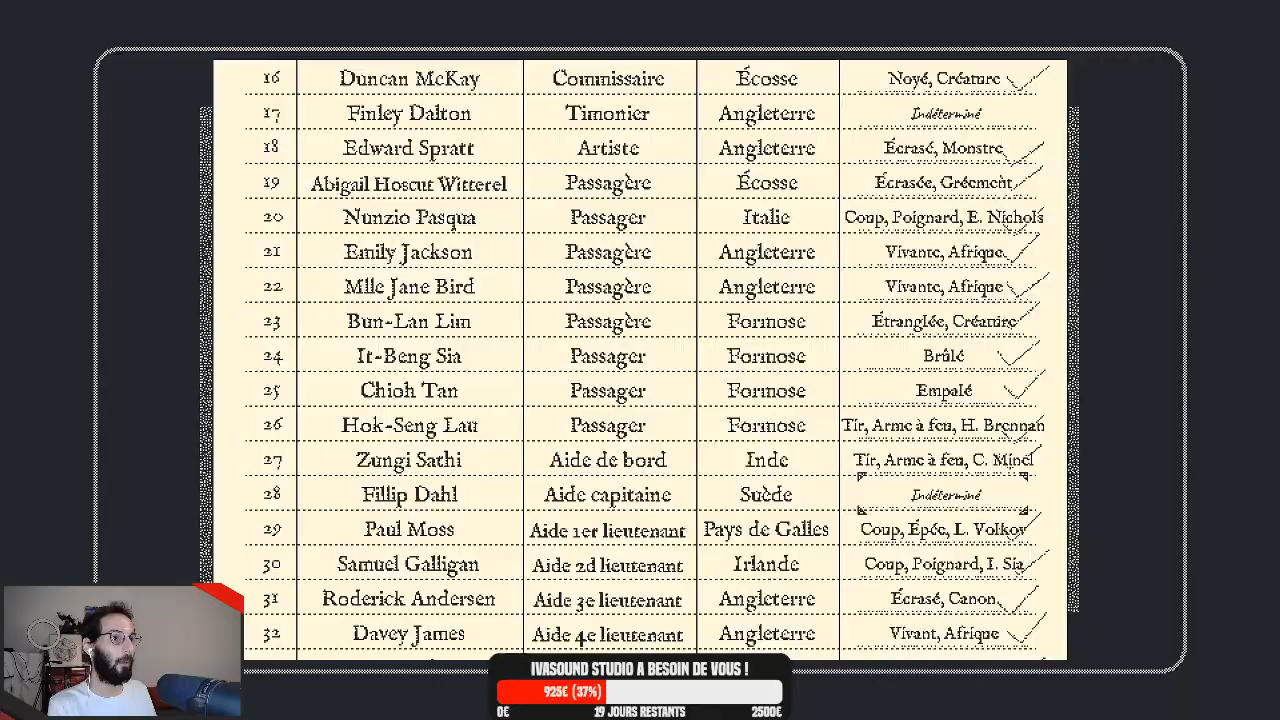 16 Duncan McKay Commissaire Écosse Noyé, Créature
17 Finley Dalton Timonier Angleterre Indéterminé
18 Edward Spratt Artiste Angleterre Écrasé, Monstre
19 Abigail Hoscut Witterel Passagère Écosse Écrasée, Gréement
20 Nunzio Pasqua Passager Italie Coup, Poignard, E. Nichols
21 Emily Jackson Passagère Angleterre Vivante, Afrique
22 Mlle Jane Bird Passagère Angleterre Vivante, Afrique
23 Bun-Lan Lim Passagère Formose Étranglée, Créature
24 It-Beng Sia Passager Formose Brûlé
25 Chioh Tan Passager Formose Empalé
26 Hok-Seng Lau Passager Formose Tir, Arme à feu, H. Brennan
27 Zungi Sathi Aide de bord Inde Tir, Arme à feu, C. Miner
28 Fillip Dahl Aide capitaine Suède Indéterminé
29 Paul Moss Aide 1er lieutenant Pays de Galles Coup, Épée, L. Volkov
30 Samuel Galligan Aide 2d lieutenant Irlande Coup, Poignard, I. Sia
31 Roderick Andersen Aide 3e lieutenant Angleterre Écrasé, Canon
32 Davey James Aide 4e lieutenant Angleterre Vivant, Afrique
IVASOUND STUDIO A BESOIN DE VOUS !
925€ (37%)
0€ 19 JOURS RESTANTS 2500€